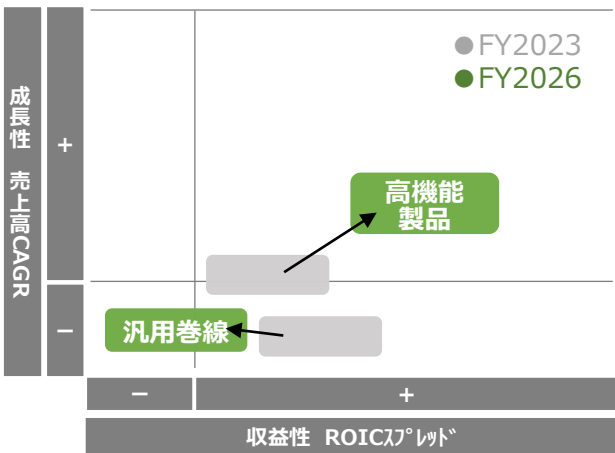 ●FY2023
●FY2026
成長性 売上高CAGR
+
高機能
製品
−
汎用巻線
−
+
収益性 ROICｽﾌﾟﾚｯﾄﾞ